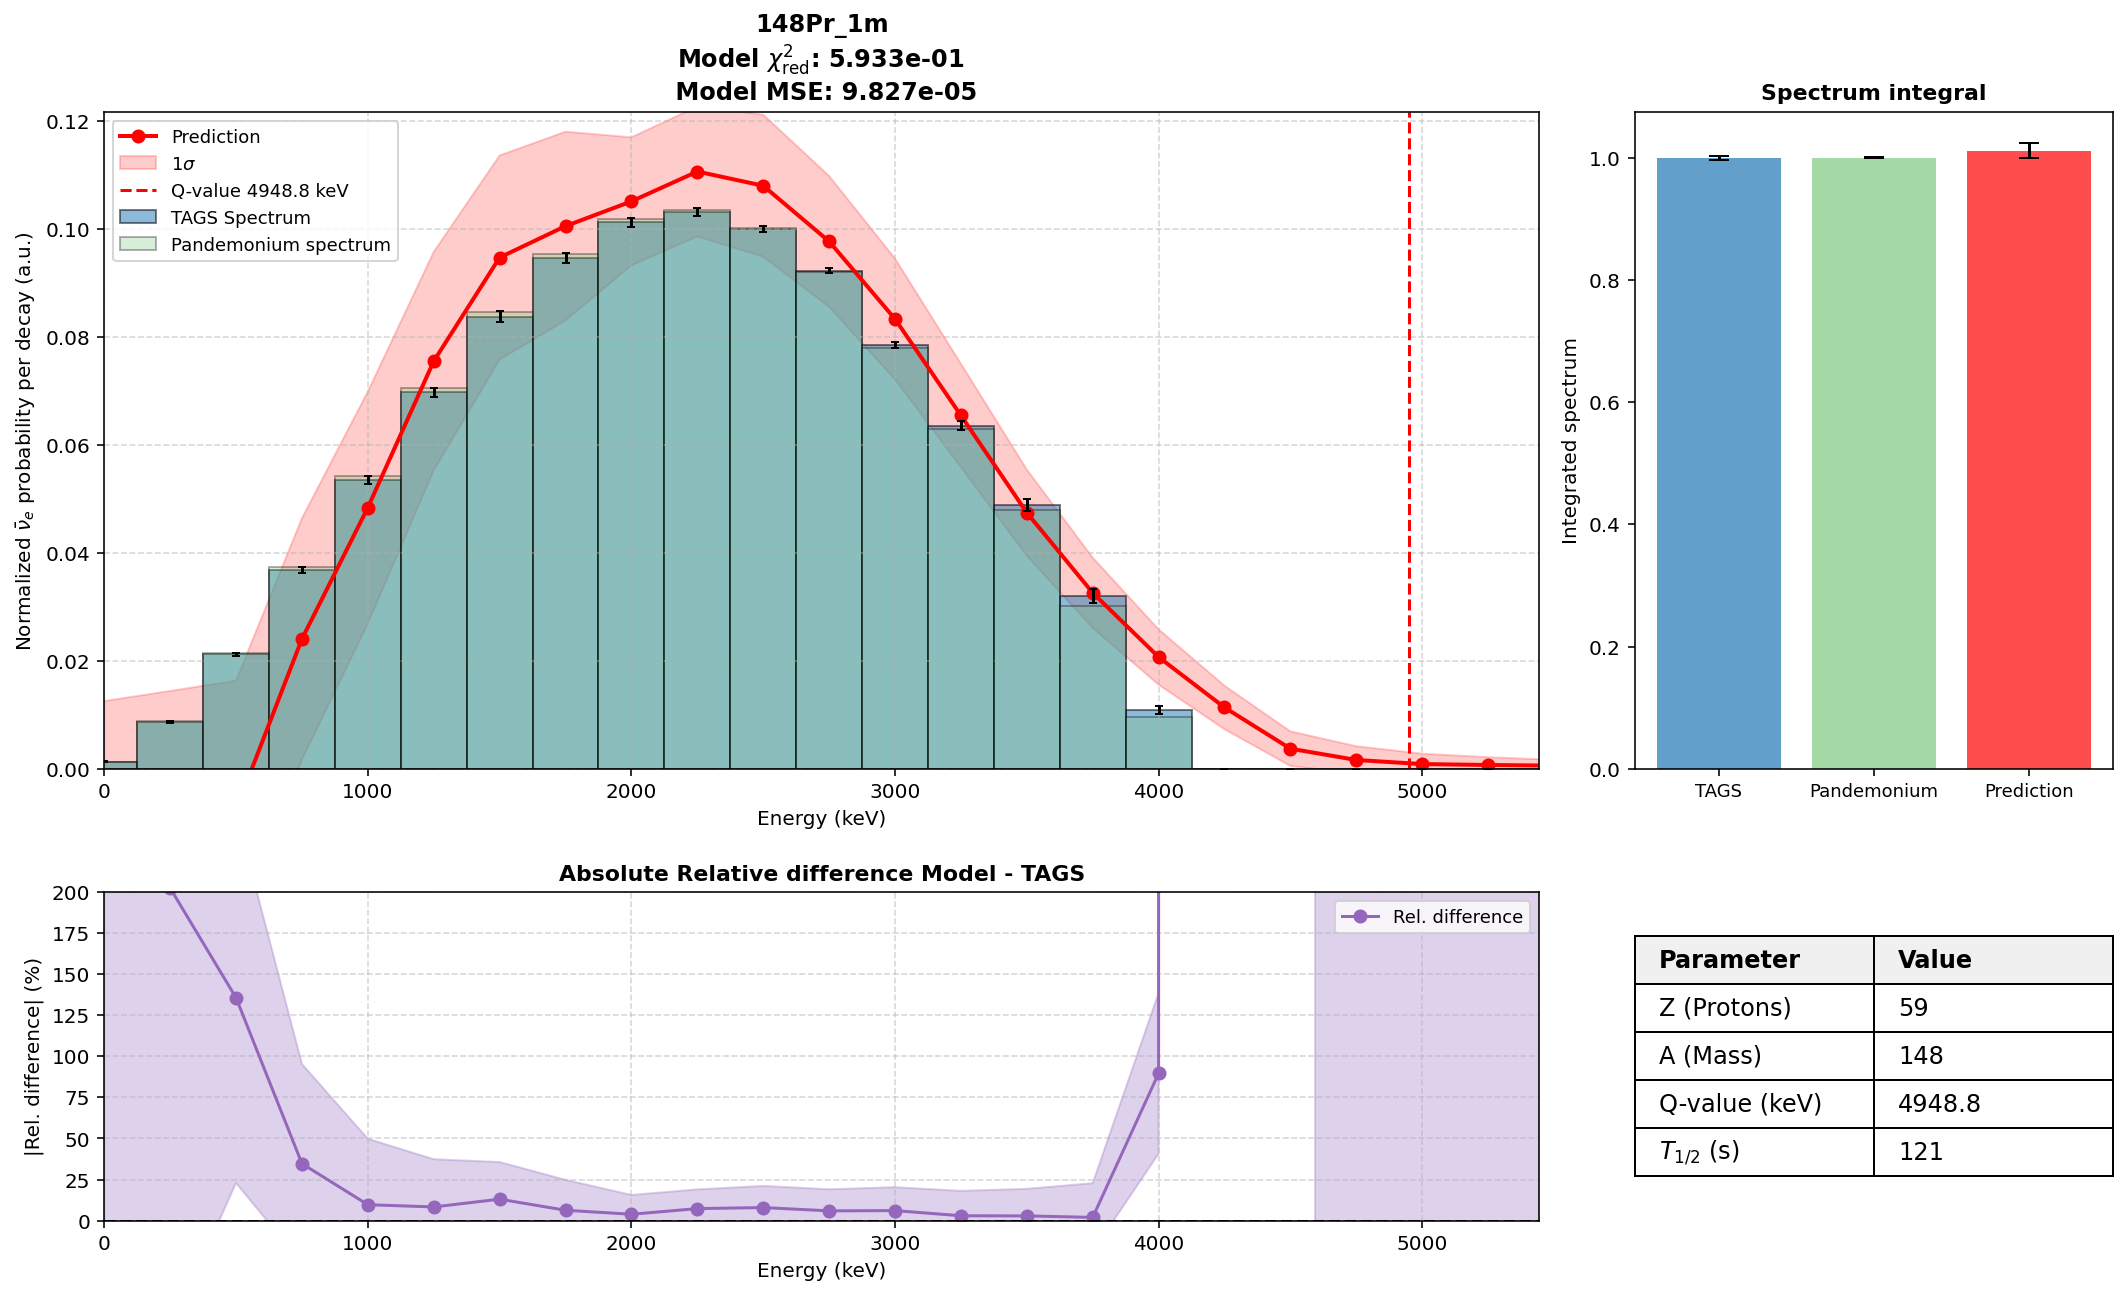 148Pr_1m
Model χ²red: 5.933e-01
Model MSE: 9.827e-05
Normalized ν̄e probability per decay (a.u.)
0.12
0.10
0.08
0.06
0.04
0.02
0.00
Prediction
1σ
Q-value 4948.8 keV
TAGS Spectrum
Pandemonium spectrum
0 1000 2000 3000 4000 5000
Energy (keV)
Spectrum integral
Integrated spectrum
1.0
0.8
0.6
0.4
0.2
0.0
TAGS Pandemonium Prediction
Absolute Relative difference Model - TAGS
|Rel. difference| (%)
200
175
150
125
100
75
50
25
0
Rel. difference
0 1000 2000 3000 4000 5000
Energy (keV)
Parameter Value
Z (Protons) 59
A (Mass) 148
Q-value (keV) 4948.8
T1/2 (s) 121